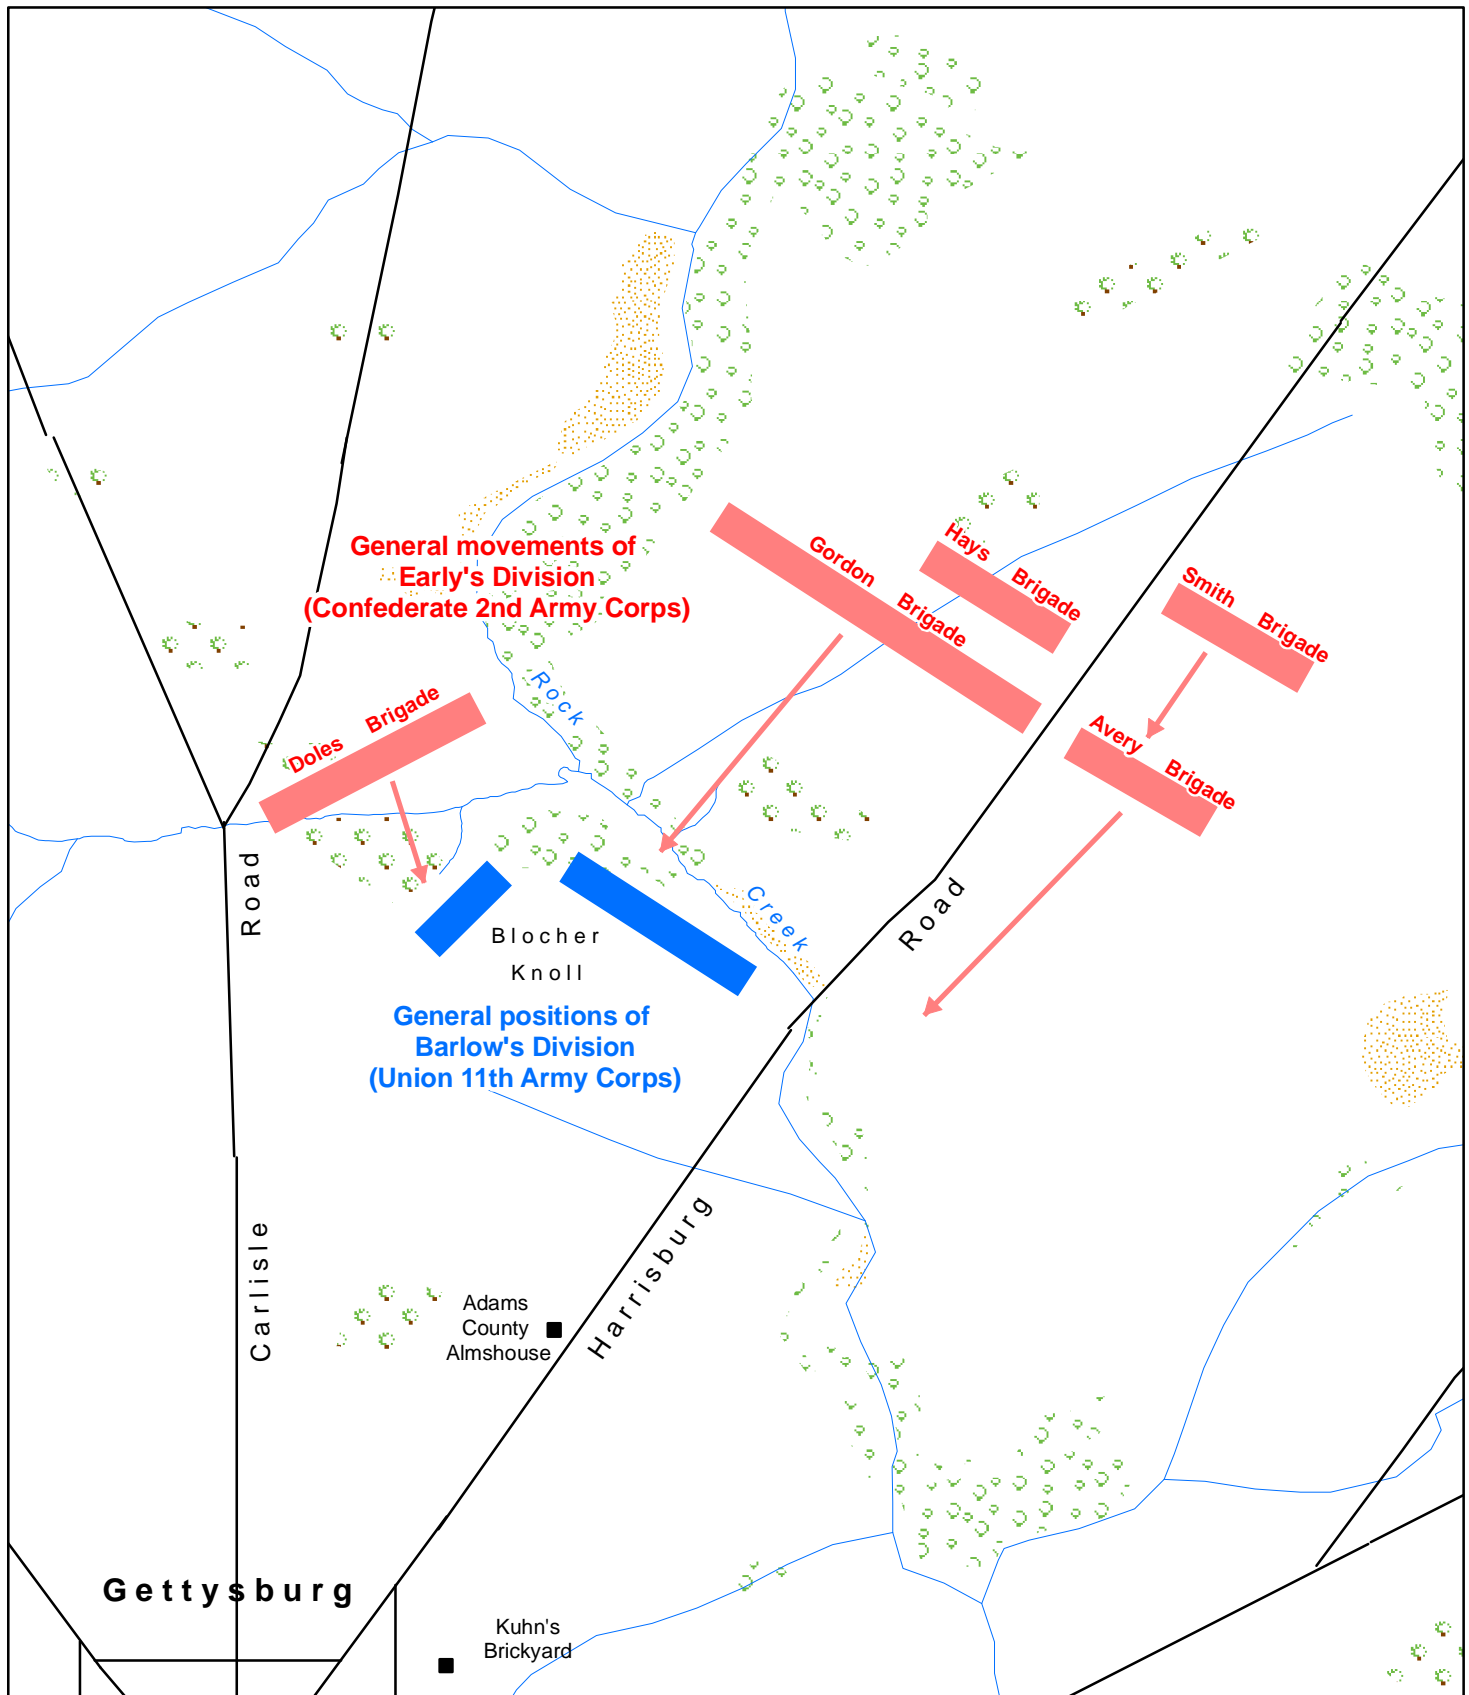 General movements of
Early's Division
(Confederate 2nd Army Corps)
Gordon Brigade
Hays Brigade
Smith Brigade
Avery Brigade
Doles Brigade
Rock
Creek
Road
Road
Blocher
Knoll
General positions of
Barlow's Division
(Union 11th Army Corps)
Carlisle
Harrisburg
Adams
County
Almshouse
Gettysburg
Kuhn's
Brickyard